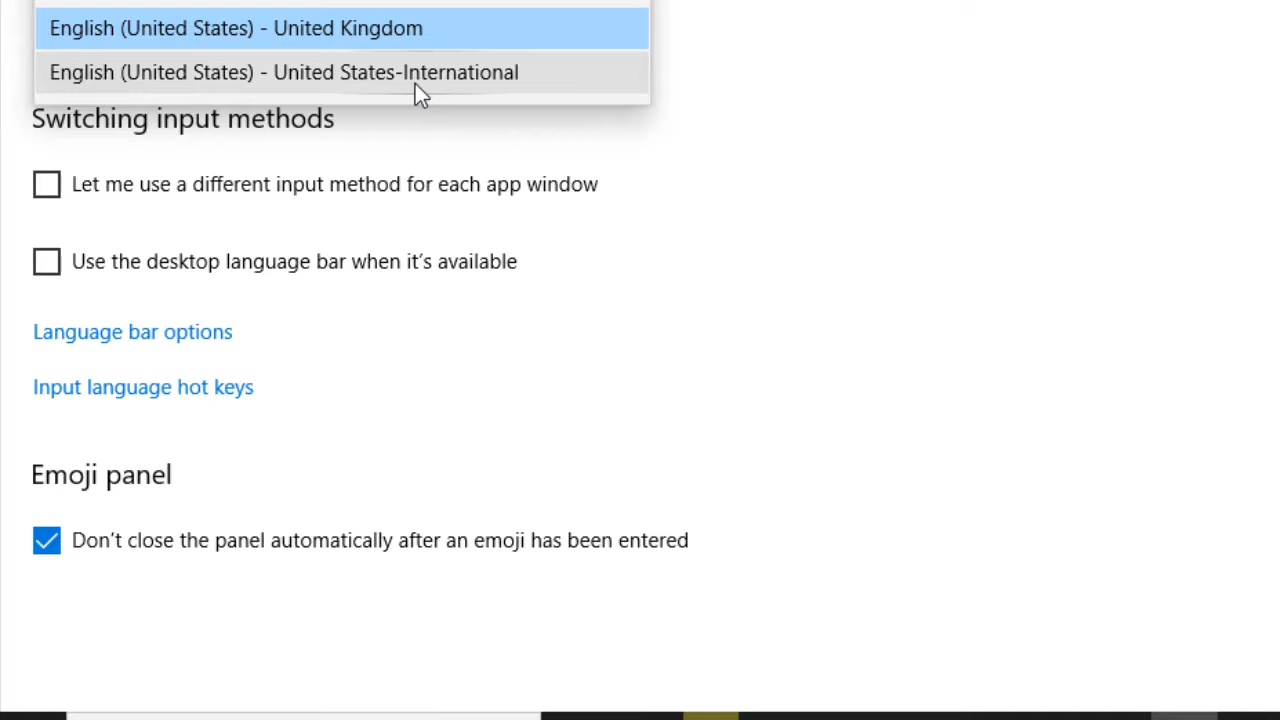 English (United States) - United Kingdom
English (United States) - United States-International
Switching input methods
Let me use a different input method for each app window
Use the desktop language bar when it's available
Language bar options
Input language hot keys
Emoji panel
Don't close the panel automatically after an emoji has been entered